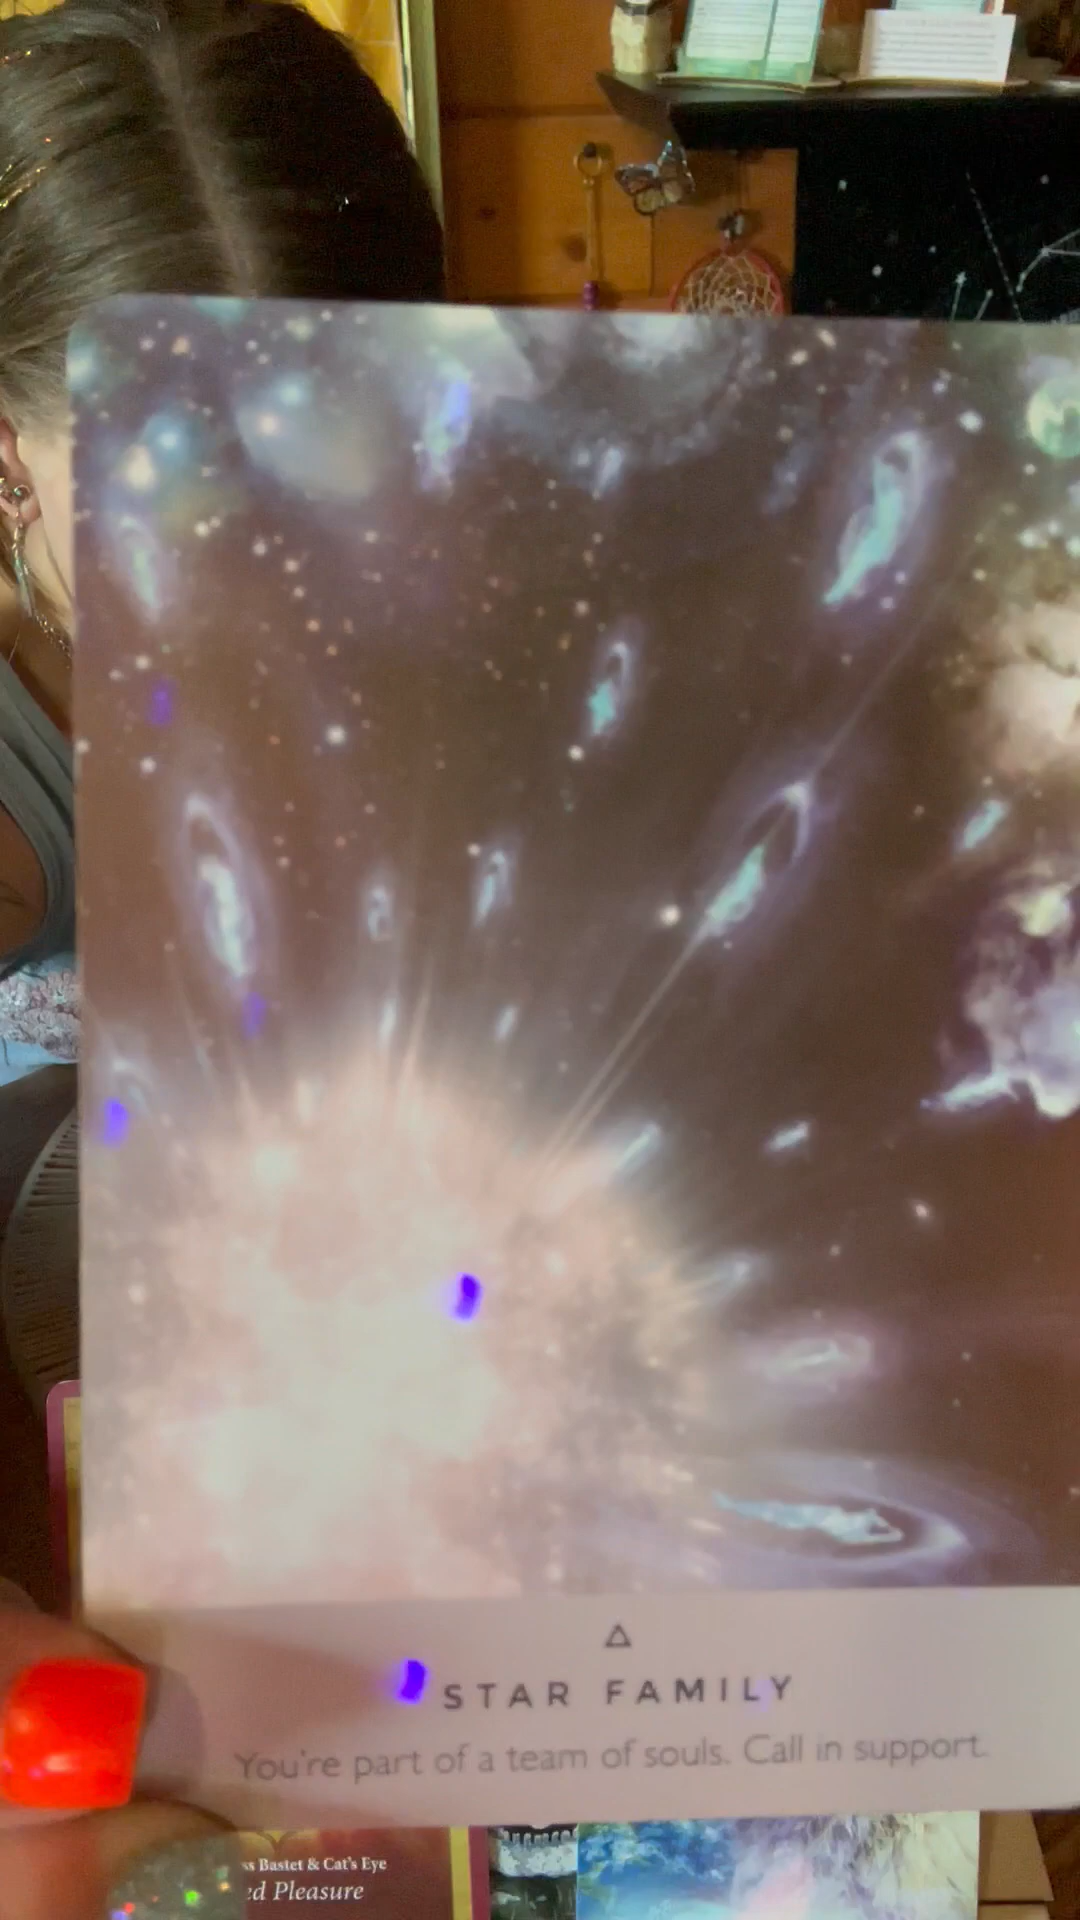 STAR FAMILY
You're part of a team of souls. Call in support.
Bastet & Cat's Eye
Pleasure